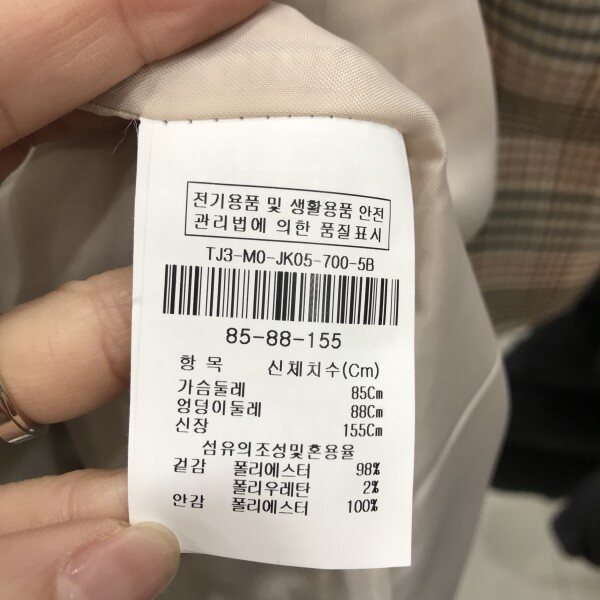 전기용품 및 생활용품 안전
관리법에 의한 품질표시
TJ3-MO-JK05-700-5B
85-88-155
항 목 신체치수(Cm)
가슴둘레 85Cm
엉덩이둘레 88Cm
신장 155Cm
섬유의조성및혼용율
겉감 폴리에스터 98%
폴리우레탄 2%
안감 폴리에스터 100%